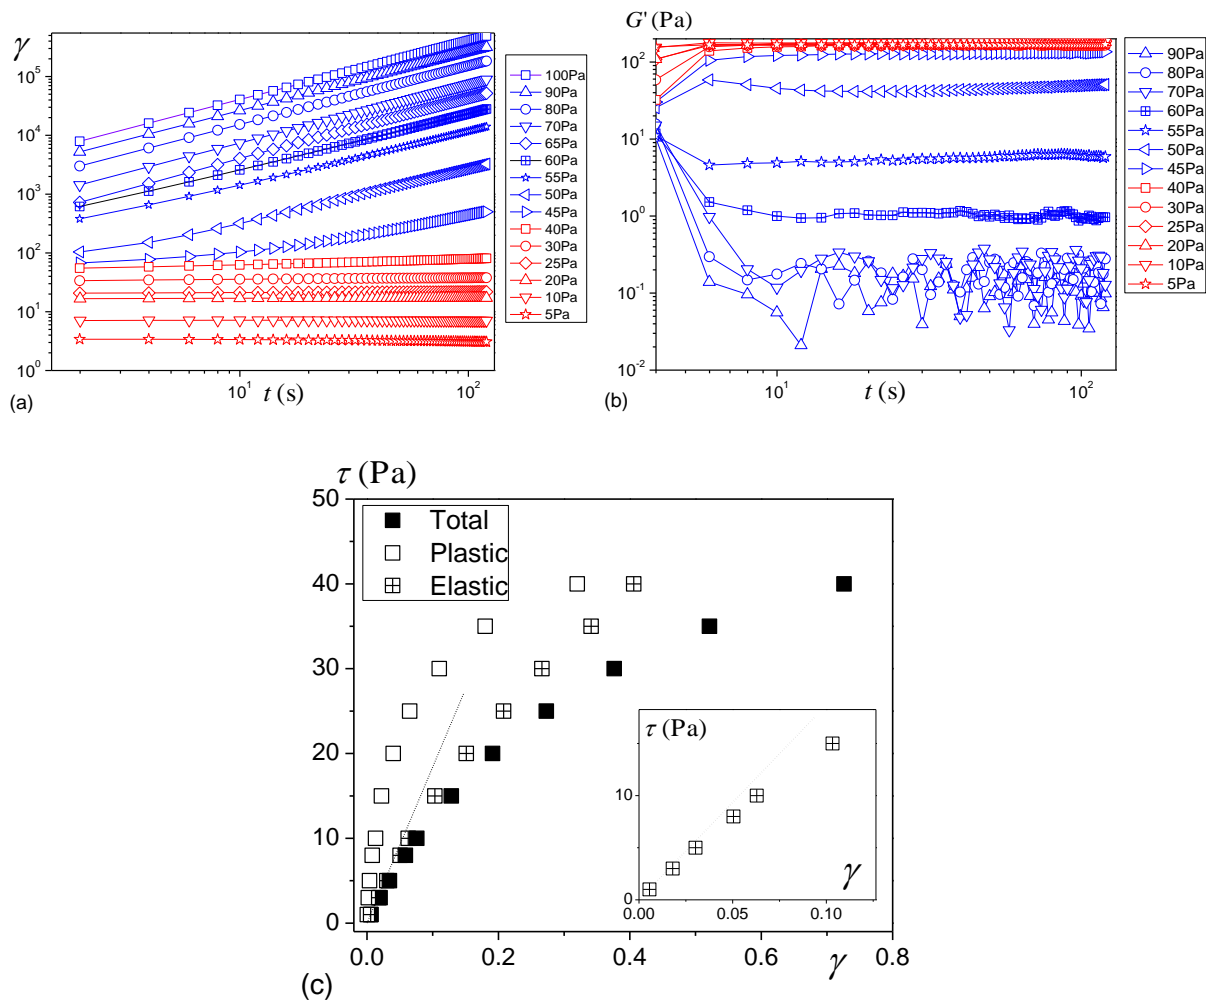 γ
10^5
10^4
10^3
10^2
10^1
10^0
10^1
10^2
t (s)
(a)
100Pa
90Pa
80Pa
70Pa
65Pa
60Pa
55Pa
50Pa
45Pa
40Pa
30Pa
25Pa
20Pa
10Pa
5Pa
G' (Pa)
10^2
10^1
10^0
10^-1
10^-2
10^1
10^2
t (s)
(b)
90Pa
80Pa
70Pa
60Pa
55Pa
50Pa
45Pa
40Pa
30Pa
25Pa
20Pa
10Pa
5Pa
τ (Pa)
50
40
30
20
10
0
Total
Plastic
Elastic
τ (Pa)
10
0
0.00
0.05
0.10
γ
0.0
0.2
0.4
0.6
γ
0.8
(c)